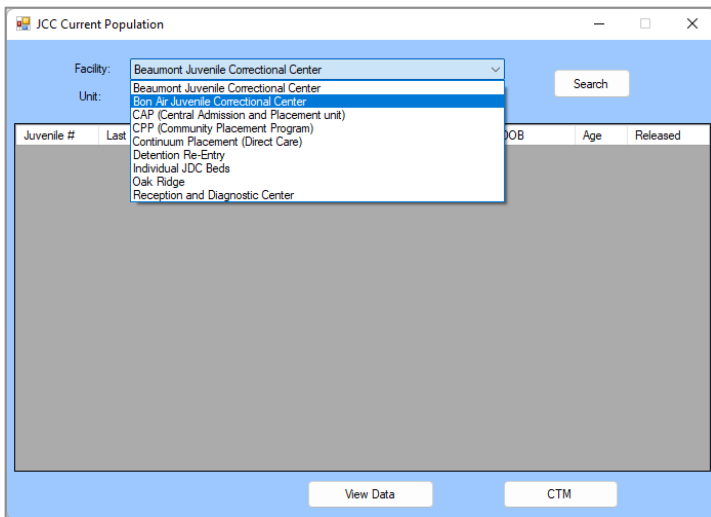 JCC Current Population
Facility: Beaumont Juvenile Correctional Center
Search
Unit:
Beaumont Juvenile Correctional Center
Bon Air Juvenile Correctional Center
CAP (Central Admission and Placement unit)
CPP (Community Placement Program)
Continuum Placement (Direct Care)
Detention Re-Entry
Individual JDC Beds
Oak Ridge
Reception and Diagnostic Center
Juvenile # Last DOB Age Released
View Data CTM